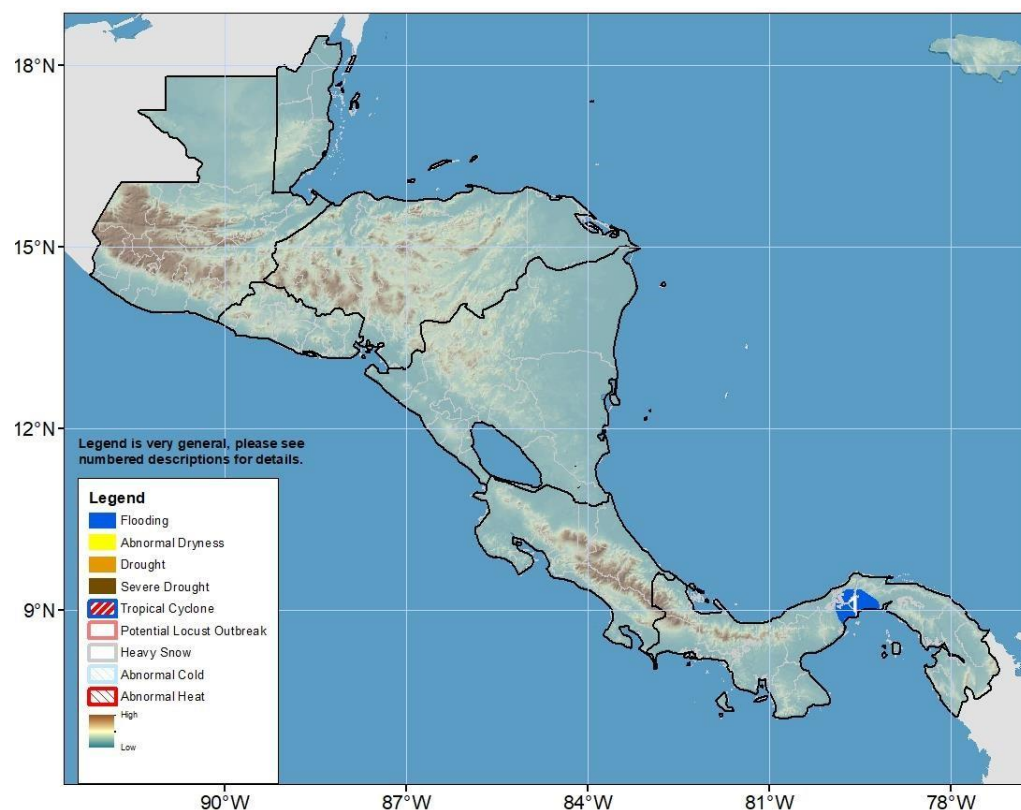 18°N
15°N
12°N
9°N
Legend is very general, please see
numbered descriptions for details.
Legend
Flooding
Abnormal Dryness
Drought
Severe Drought
Tropical Cyclone
Potential Locust Outbreak
Heavy Snow
Abnormal Cold
Abnormal Heat
High
Low
90°W
87°W
84°W
81°W
78°W